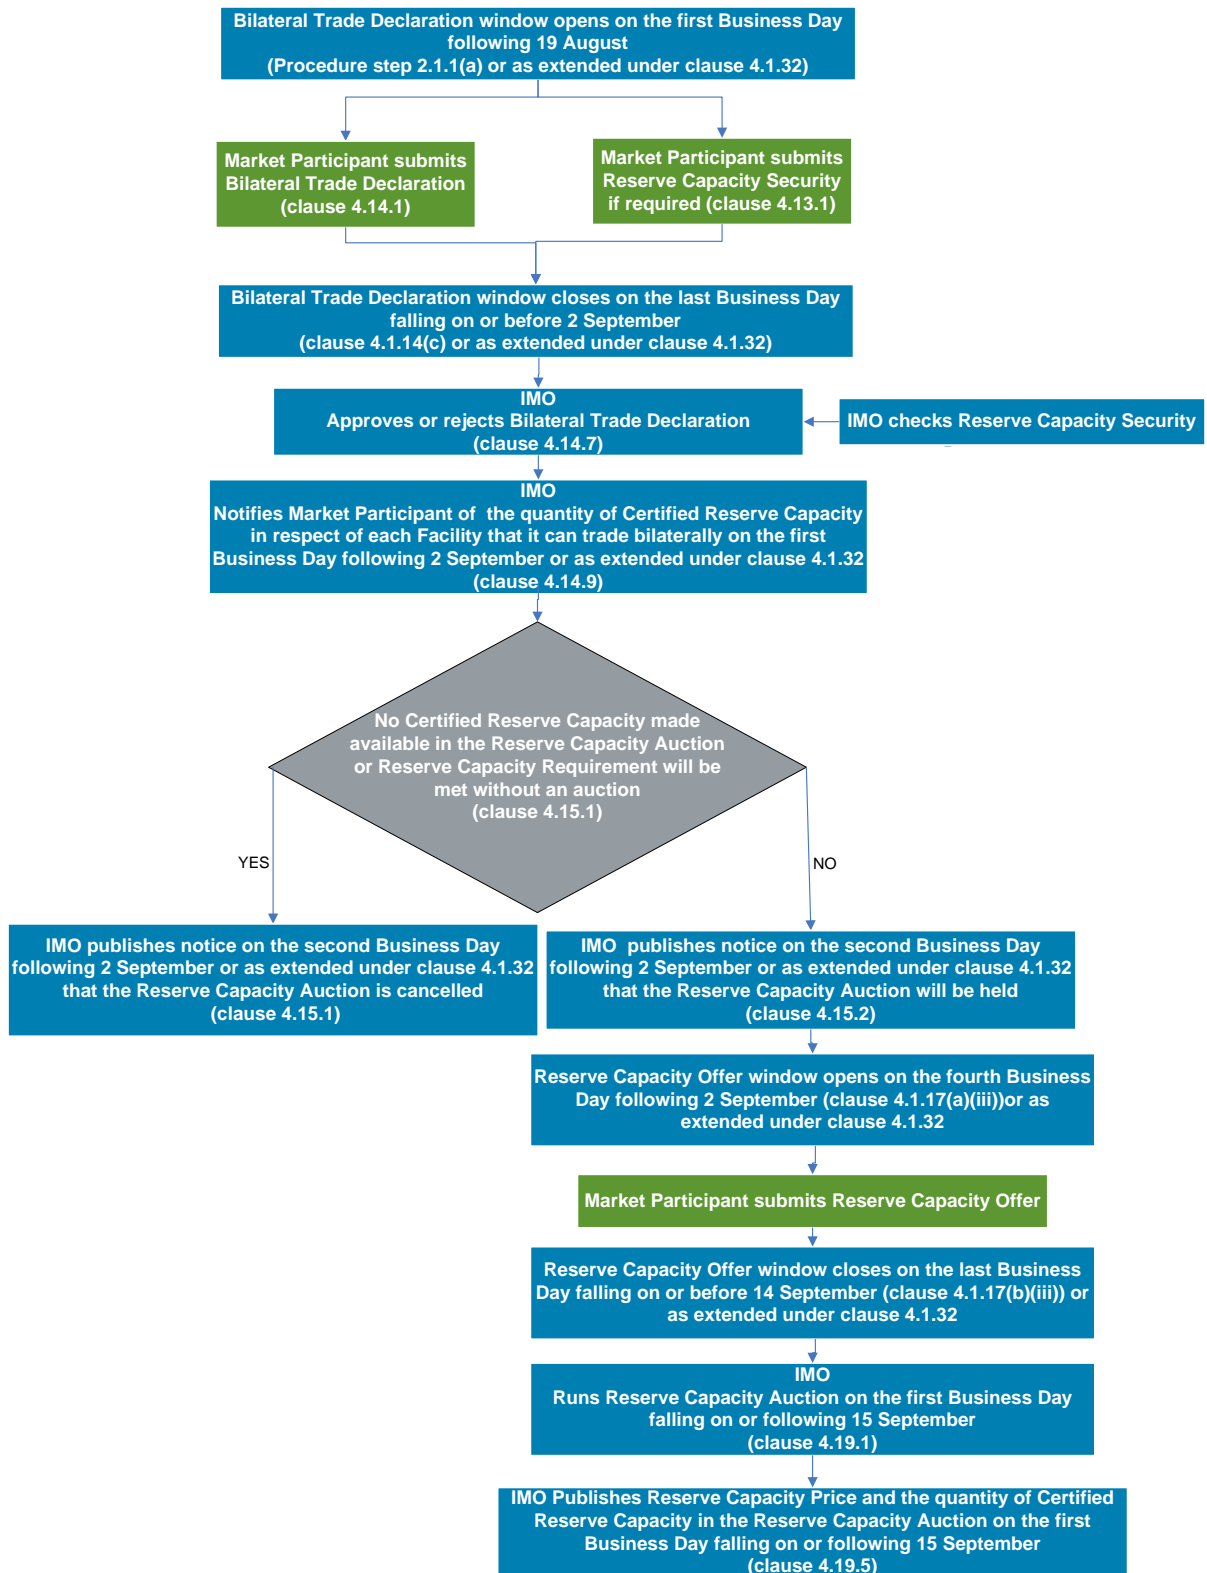 Bilateral Trade Declaration window opens on the first Business Day
following 19 August
(Procedure step 2.1.1(a) or as extended under clause 4.1.32)
Market Participant submits
Bilateral Trade Declaration
(clause 4.14.1)
Market Participant submits
Reserve Capacity Security
if required (clause 4.13.1)
Bilateral Trade Declaration window closes on the last Business Day
falling on or before 2 September
(clause 4.1.14(c) or as extended under clause 4.1.32)
IMO
Approves or rejects Bilateral Trade Declaration
(clause 4.14.7)
IMO checks Reserve Capacity Security
IMO
Notifies Market Participant of the quantity of Certified Reserve Capacity
in respect of each Facility that it can trade bilaterally on the first
Business Day following 2 September or as extended under clause 4.1.32
(clause 4.14.9)
No Certified Reserve Capacity made
available in the Reserve Capacity Auction
or Reserve Capacity Requirement will be
met without an auction
(clause 4.15.1)
YES
NO
IMO publishes notice on the second Business Day
following 2 September or as extended under clause 4.1.32
that the Reserve Capacity Auction is cancelled
(clause 4.15.1)
IMO publishes notice on the second Business Day
following 2 September or as extended under clause 4.1.32
that the Reserve Capacity Auction will be held
(clause 4.15.2)
Reserve Capacity Offer window opens on the fourth Business
Day following 2 September (clause 4.1.17(a)(iii))or as
extended under clause 4.1.32
Market Participant submits Reserve Capacity Offer
Reserve Capacity Offer window closes on the last Business
Day falling on or before 14 September (clause 4.1.17(b)(iii)) or
as extended under clause 4.1.32
IMO
Runs Reserve Capacity Auction on the first Business Day
falling on or following 15 September
(clause 4.19.1)
IMO Publishes Reserve Capacity Price and the quantity of Certified
Reserve Capacity in the Reserve Capacity Auction on the first
Business Day falling on or following 15 September
(clause 4.19.5)